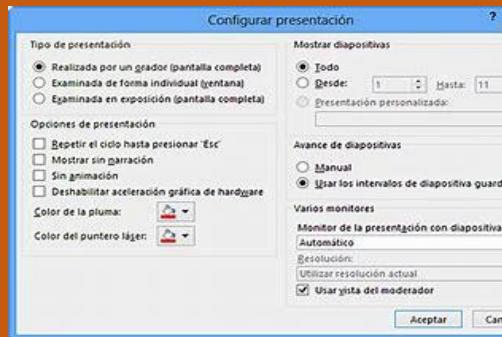 Configurar presentación
?
Tipo de presentación
Realizada por un orador (pantalla completa)
Examinada de forma individual (ventana)
Examinada en exposición (pantalla completa)
Opciones de presentación
Repetir el ciclo hasta presionar 'Esc'
Mostrar sin narración
Sin animación
Deshabilitar aceleración gráfica de hardware
Color de la pluma:
Color del puntero láser:
Mostrar diapositivas
Todo
Desde: 1 Hasta: 11
Presentación personalizada:
Avance de diapositivas
Manual
Usar los intervalos de diapositiva guard
Varios monitores
Monitor de la presentación con diapositiva
Automático
Resolución:
Utilizar resolución actual
Usar vista del moderador
Aceptar Can